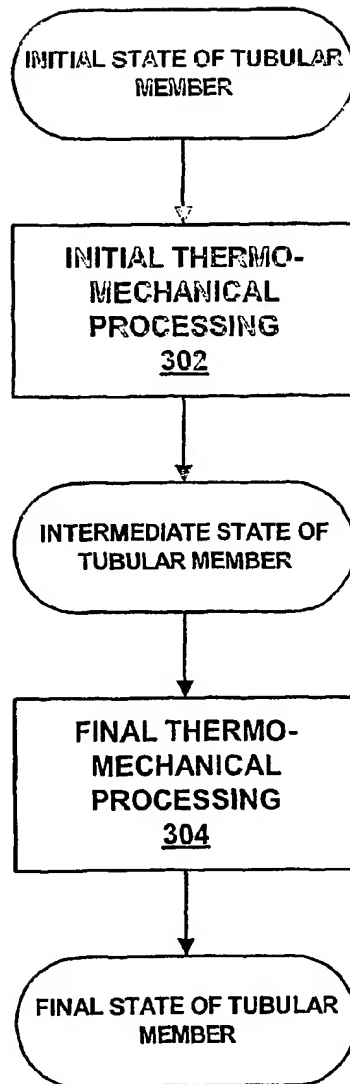 INITIAL STATE OF TUBULAR
MEMBER
INITIAL THERMO-
MECHANICAL
PROCESSING
302
INTERMEDIATE STATE OF
TUBULAR MEMBER
FINAL THERMO-
MECHANICAL
PROCESSING
304
FINAL STATE OF TUBULAR
MEMBER